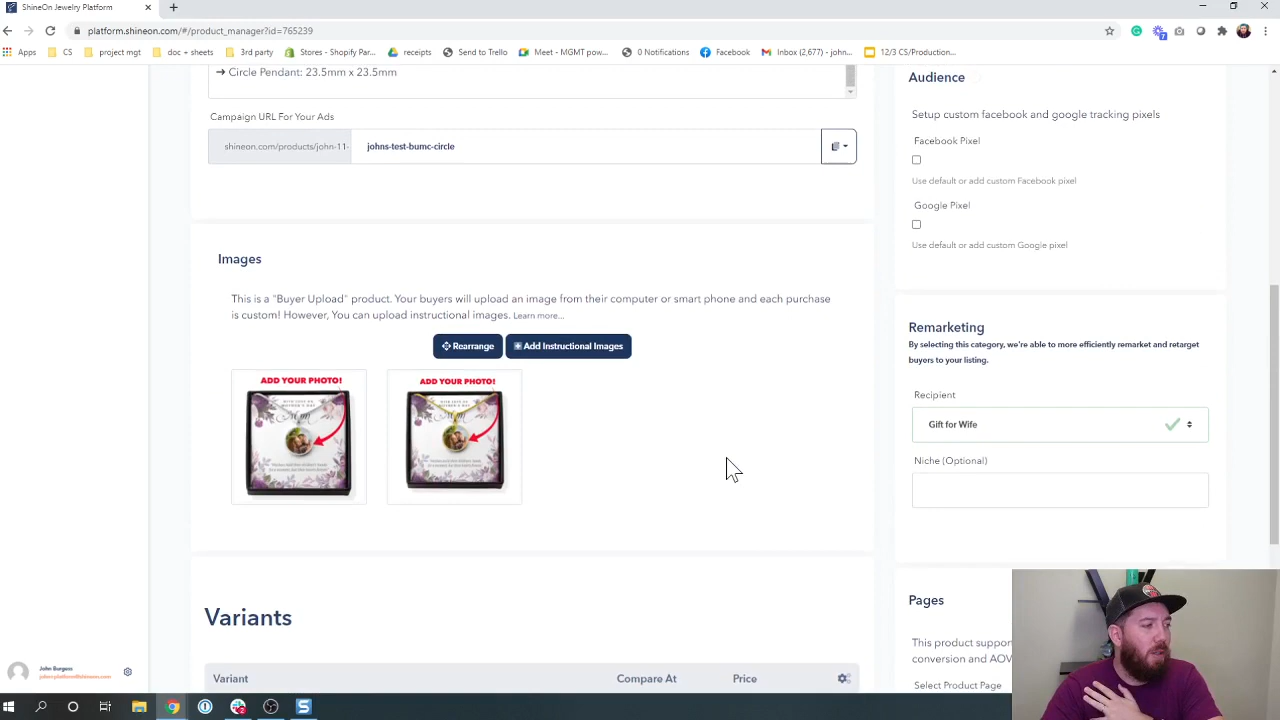 ShineOn Jewelry Platform
platform.shineon.com/#/product_manager?id=765239
Apps CS project mgt doc + sheets 3rd party Stores - Shopify Par... receipts Send to Trello Meet - MGMT pow... 0 Notifications Facebook Inbox (2,677) - john... 12/3 CS/Production...
➔ Circle Pendant: 23.5mm x 23.5mm
Campaign URL For Your Ads
shineon.com/products/john-11- johns-test-bumc-circle
Images
This is a "Buyer Upload" product. Your buyers will upload an image from their computer or smart phone and each purchase
is custom! However, You can upload instructional images. Learn more...
Rearrange Add Instructional Images
ADD YOUR PHOTO! ADD YOUR PHOTO!
Mom Mom
Variants
Variant Compare At Price
Audience
Setup custom facebook and google tracking pixels
Facebook Pixel
Use default or add custom Facebook pixel
Google Pixel
Use default or add custom Google pixel
Remarketing
By selecting this category, we're able to more efficiently remarket and retarget
buyers to your listing.
Recipient
Gift for Wife
Niche (Optional)
Pages
This product suppor
conversion and AOV
Select Product Page
John Burgess